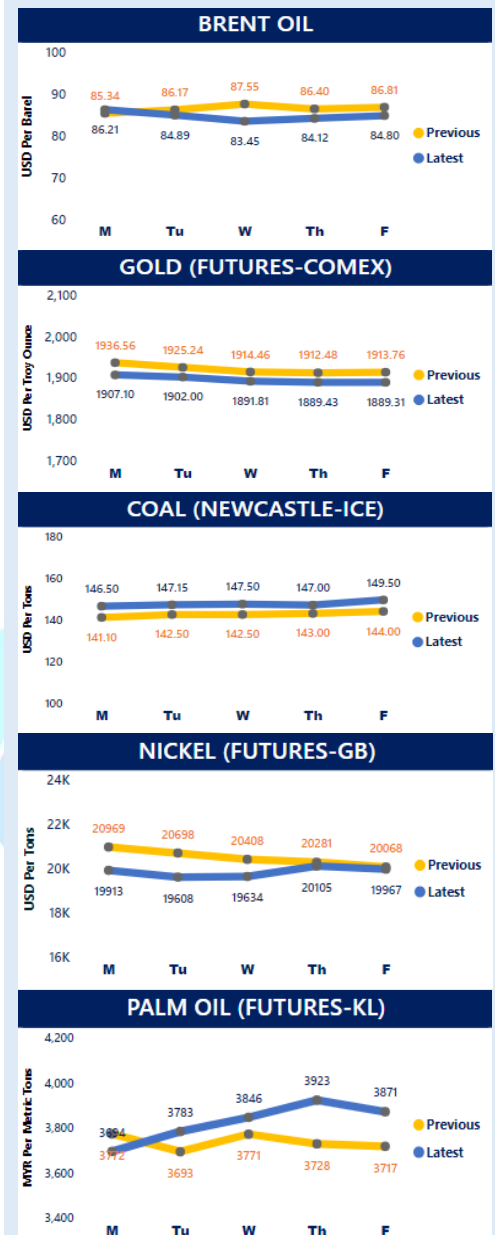 BRENT OIL
100
90
80
70
60
USD Per Barel
85.34 86.17 87.55 86.40 86.81
86.21 84.89 83.45 84.12 84.80
Previous
Latest
M Tu W Th F
GOLD (FUTURES-COMEX)
2,100
2,000
1,900
1,800
1,700
USD Per Troy Ounce
1936.56 1925.24 1914.46 1912.48 1913.76
1907.10 1902.00 1891.81 1889.43 1889.31
Previous
Latest
M Tu W Th F
COAL (NEWCASTLE-ICE)
180
160
140
120
100
USD Per Tons
146.50 147.15 147.50 147.00 149.50
141.10 142.50 142.50 143.00 144.00
Previous
Latest
M Tu W Th F
NICKEL (FUTURES-GB)
24K
22K
20K
18K
16K
USD Per Tons
20969 20698 20408 20281 20068
19913 19608 19634 20105 19967
Previous
Latest
M Tu W Th F
PALM OIL (FUTURES-KL)
4,200
4,000
3,800
3,600
3,400
MYR Per Metric Tons
3694 3783 3846 3923 3871
3772 3693 3771 3728 3717
Previous
Latest
M Tu W Th F